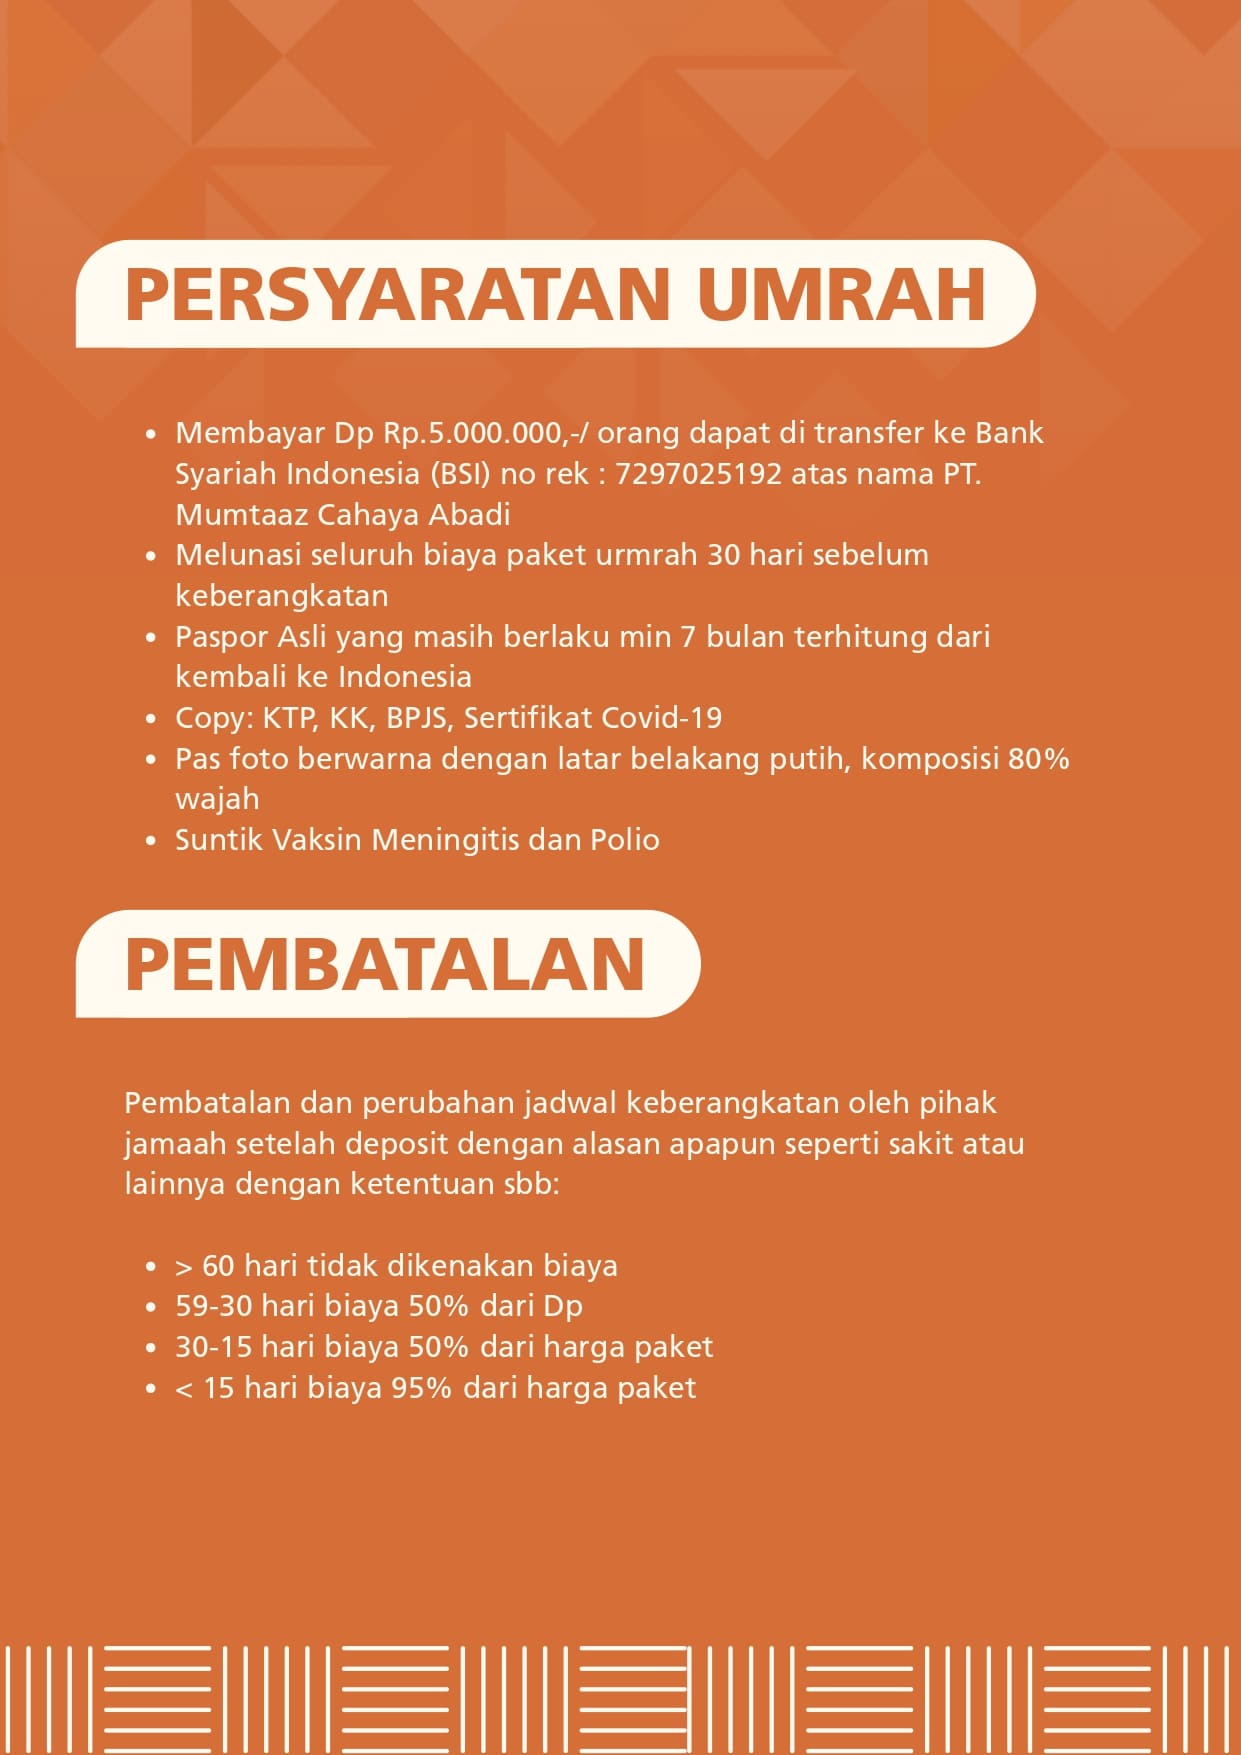 PERSYARATAN UMRAH
• Membayar Dp Rp.5.000.000,-/ orang dapat di transfer ke Bank
Syariah Indonesia (BSI) no rek : 7297025192 atas nama PT.
Mumtaaz Cahaya Abadi
• Melunasi seluruh biaya paket urmrah 30 hari sebelum
keberangkatan
• Paspor Asli yang masih berlaku min 7 bulan terhitung dari
kembali ke Indonesia
• Copy: KTP, KK, BPJS, Sertifikat Covid-19
• Pas foto berwarna dengan latar belakang putih, komposisi 80%
wajah
• Suntik Vaksin Meningitis dan Polio
PEMBATALAN
Pembatalan dan perubahan jadwal keberangkatan oleh pihak
jamaah setelah deposit dengan alasan apapun seperti sakit atau
lainnya dengan ketentuan sbb:
• > 60 hari tidak dikenakan biaya
• 59-30 hari biaya 50% dari Dp
• 30-15 hari biaya 50% dari harga paket
• < 15 hari biaya 95% dari harga paket